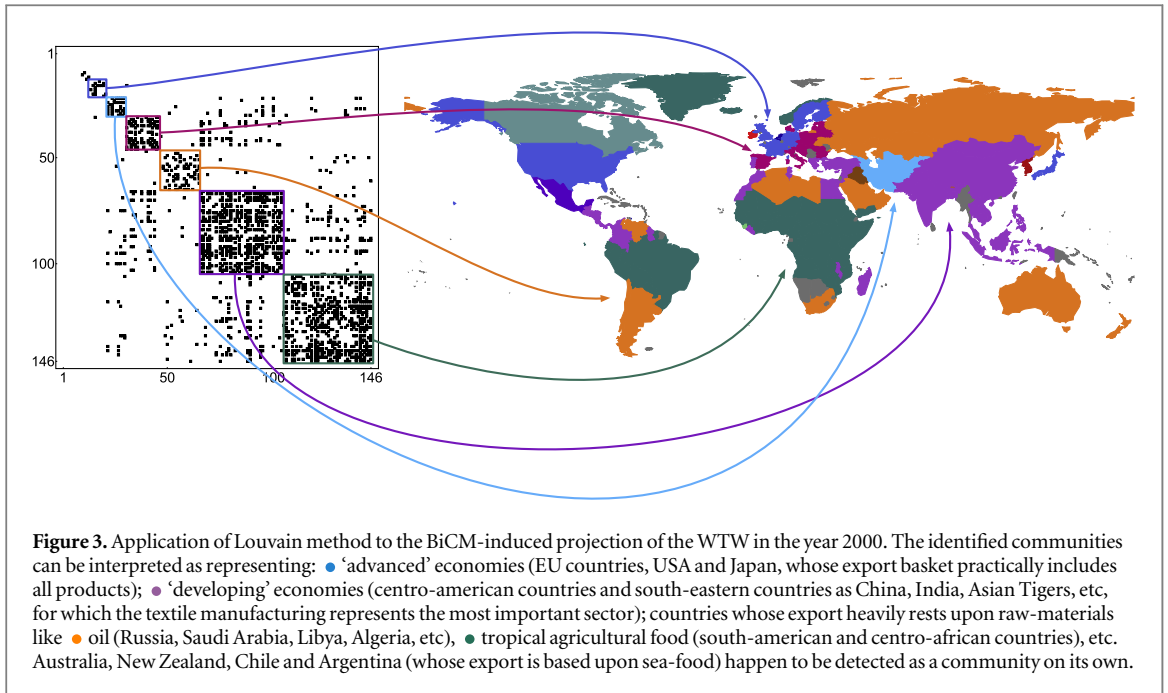 1
50
100
146
1
50
100
146
Figure 3. Application of Louvain method to the BiCM-induced projection of the WTW in the year 2000. The identified communities
can be interpreted as representing: ● ‘advanced’ economies (EU countries, USA and Japan, whose export basket practically includes
all products); ● ‘developing’ economies (centro-american countries and south-eastern countries as China, India, Asian Tigers, etc,
for which the textile manufacturing represents the most important sector); countries whose export heavily rests upon raw-materials
like ● oil (Russia, Saudi Arabia, Libya, Algeria, etc), ● tropical agricultural food (south-american and centro-african countries), etc.
Australia, New Zealand, Chile and Argentina (whose export is based upon sea-food) happen to be detected as a community on its own.